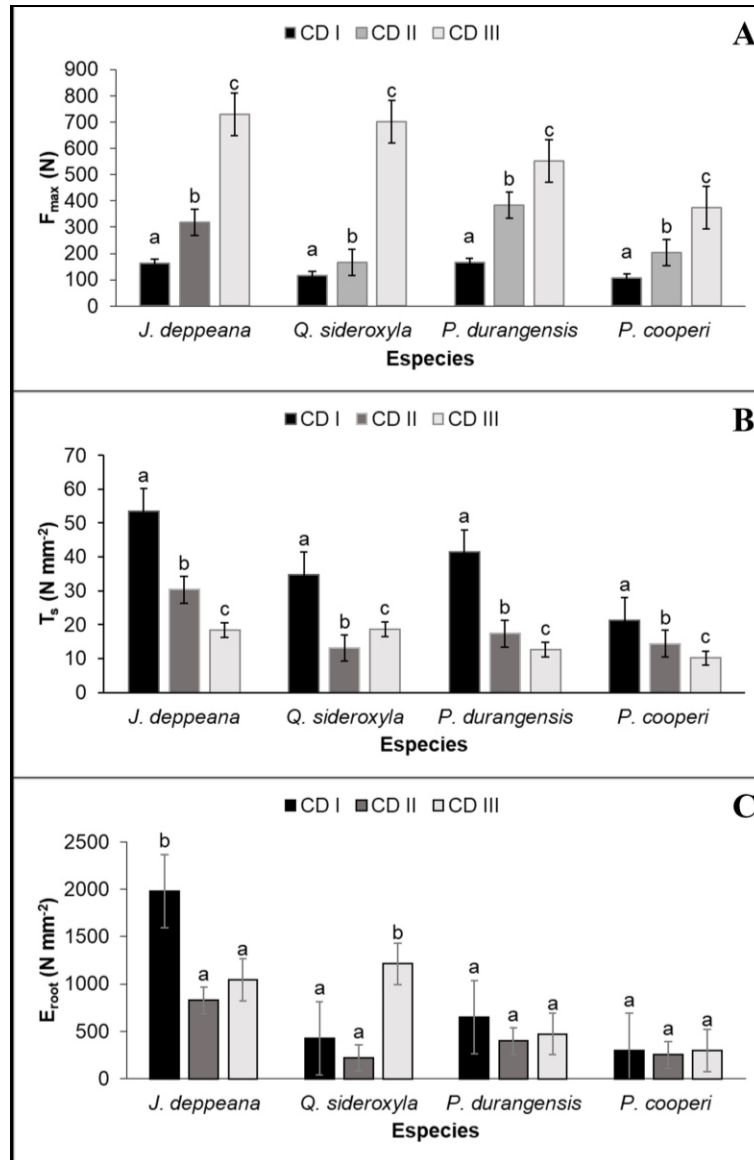 CD I CD II CD III
A
900
800
700
600
500
400
300
200
100
0
F_max (N)
a b c a b c a b c a b c
J. deppeana Q. sideroxyla P. durangensis P. cooperi
Especies
CD I CD II CD III
B
70
60
50
40
30
20
10
0
T_s (N mm⁻²)
a b c a b c a b c a b c
J. deppeana Q. sideroxyla P. durangensis P. cooperi
Especies
CD I CD II CD III
C
2500
2000
1500
1000
500
0
E_root (N mm⁻²)
b a a a a b a a a a a a
J. deppeana Q. sideroxyla P. durangensis P. cooperi
Especies